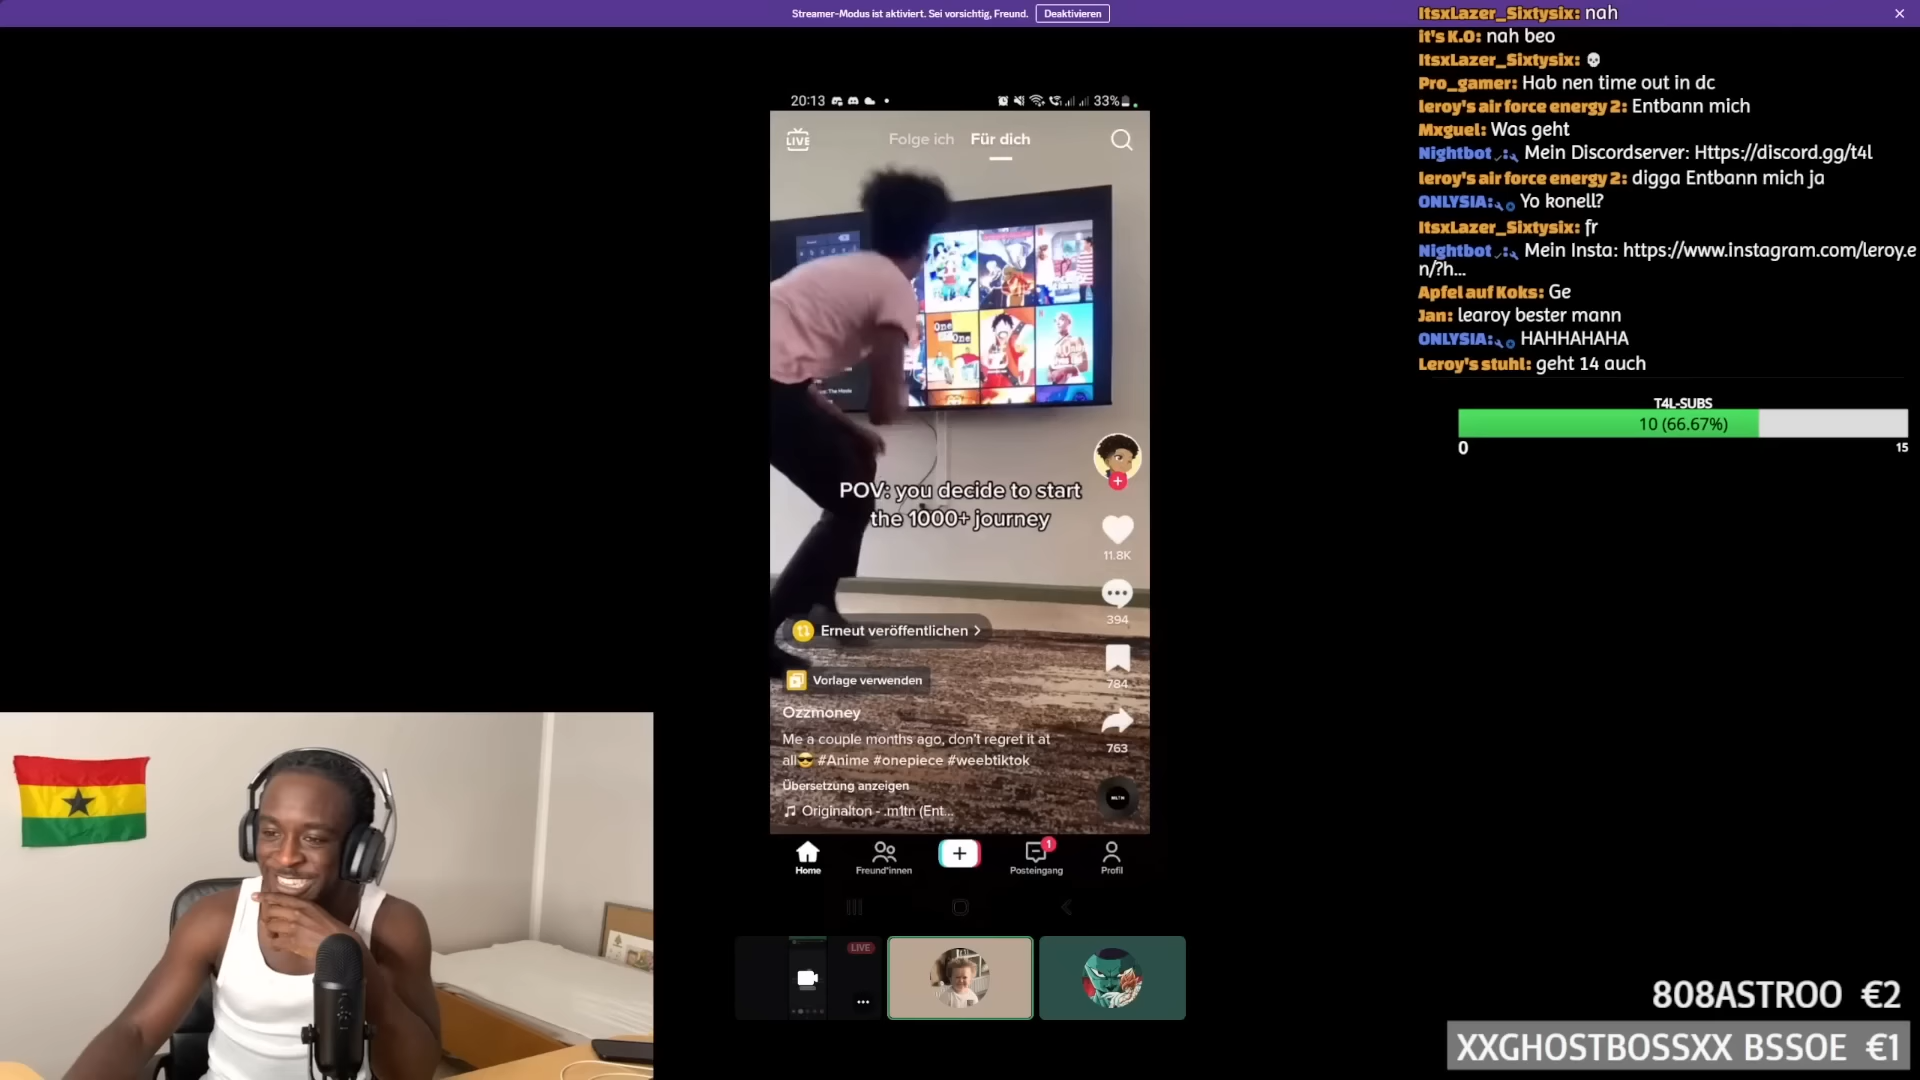 Streamer-Modus ist aktiviert. Sei vorsichtig, Freund. Deaktivieren
ItsxLazer_Sixtysix: nah
it's K.O: nah beo
ItsxLazer_Sixtysix: 💀
Pro_gamer: Hab nen time out in dc
leroy's air force energy 2: Entbann mich
Mxguel: Was geht
Nightbot: Mein Discordserver: Https://discord.gg/t4l
leroy's air force energy 2: digga Entbann mich ja
ONLYSIA: Yo konell?
ItsxLazer_Sixtysix: fr
Nightbot: Mein Insta: https://www.instagram.com/leroy.e
n/?h...
Apfel auf Koks: Ge
Jan: learoy bester mann
ONLYSIA: HAHHAHAHA
Leroy's stuhl: geht 14 auch
T4L-SUBS
10 (66.67%)
0
15
20:13
33%
LIVE
Folge ich
Für dich
One
One
POV: you decide to start
the 1000+ journey
11.8K
394
784
763
Erneut veröffentlichen >
Vorlage verwenden
Ozzmoney
Me a couple months ago, don't regret it at
all😎 #Anime #onepiece #weebtiktok
Übersetzung anzeigen
Originalton - .m1tn (Ent...
Home
Freund*innen
1
Posteingang
Profil
LIVE
808ASTROO €2
XXGHOSTBOSSXX BSSOE €1